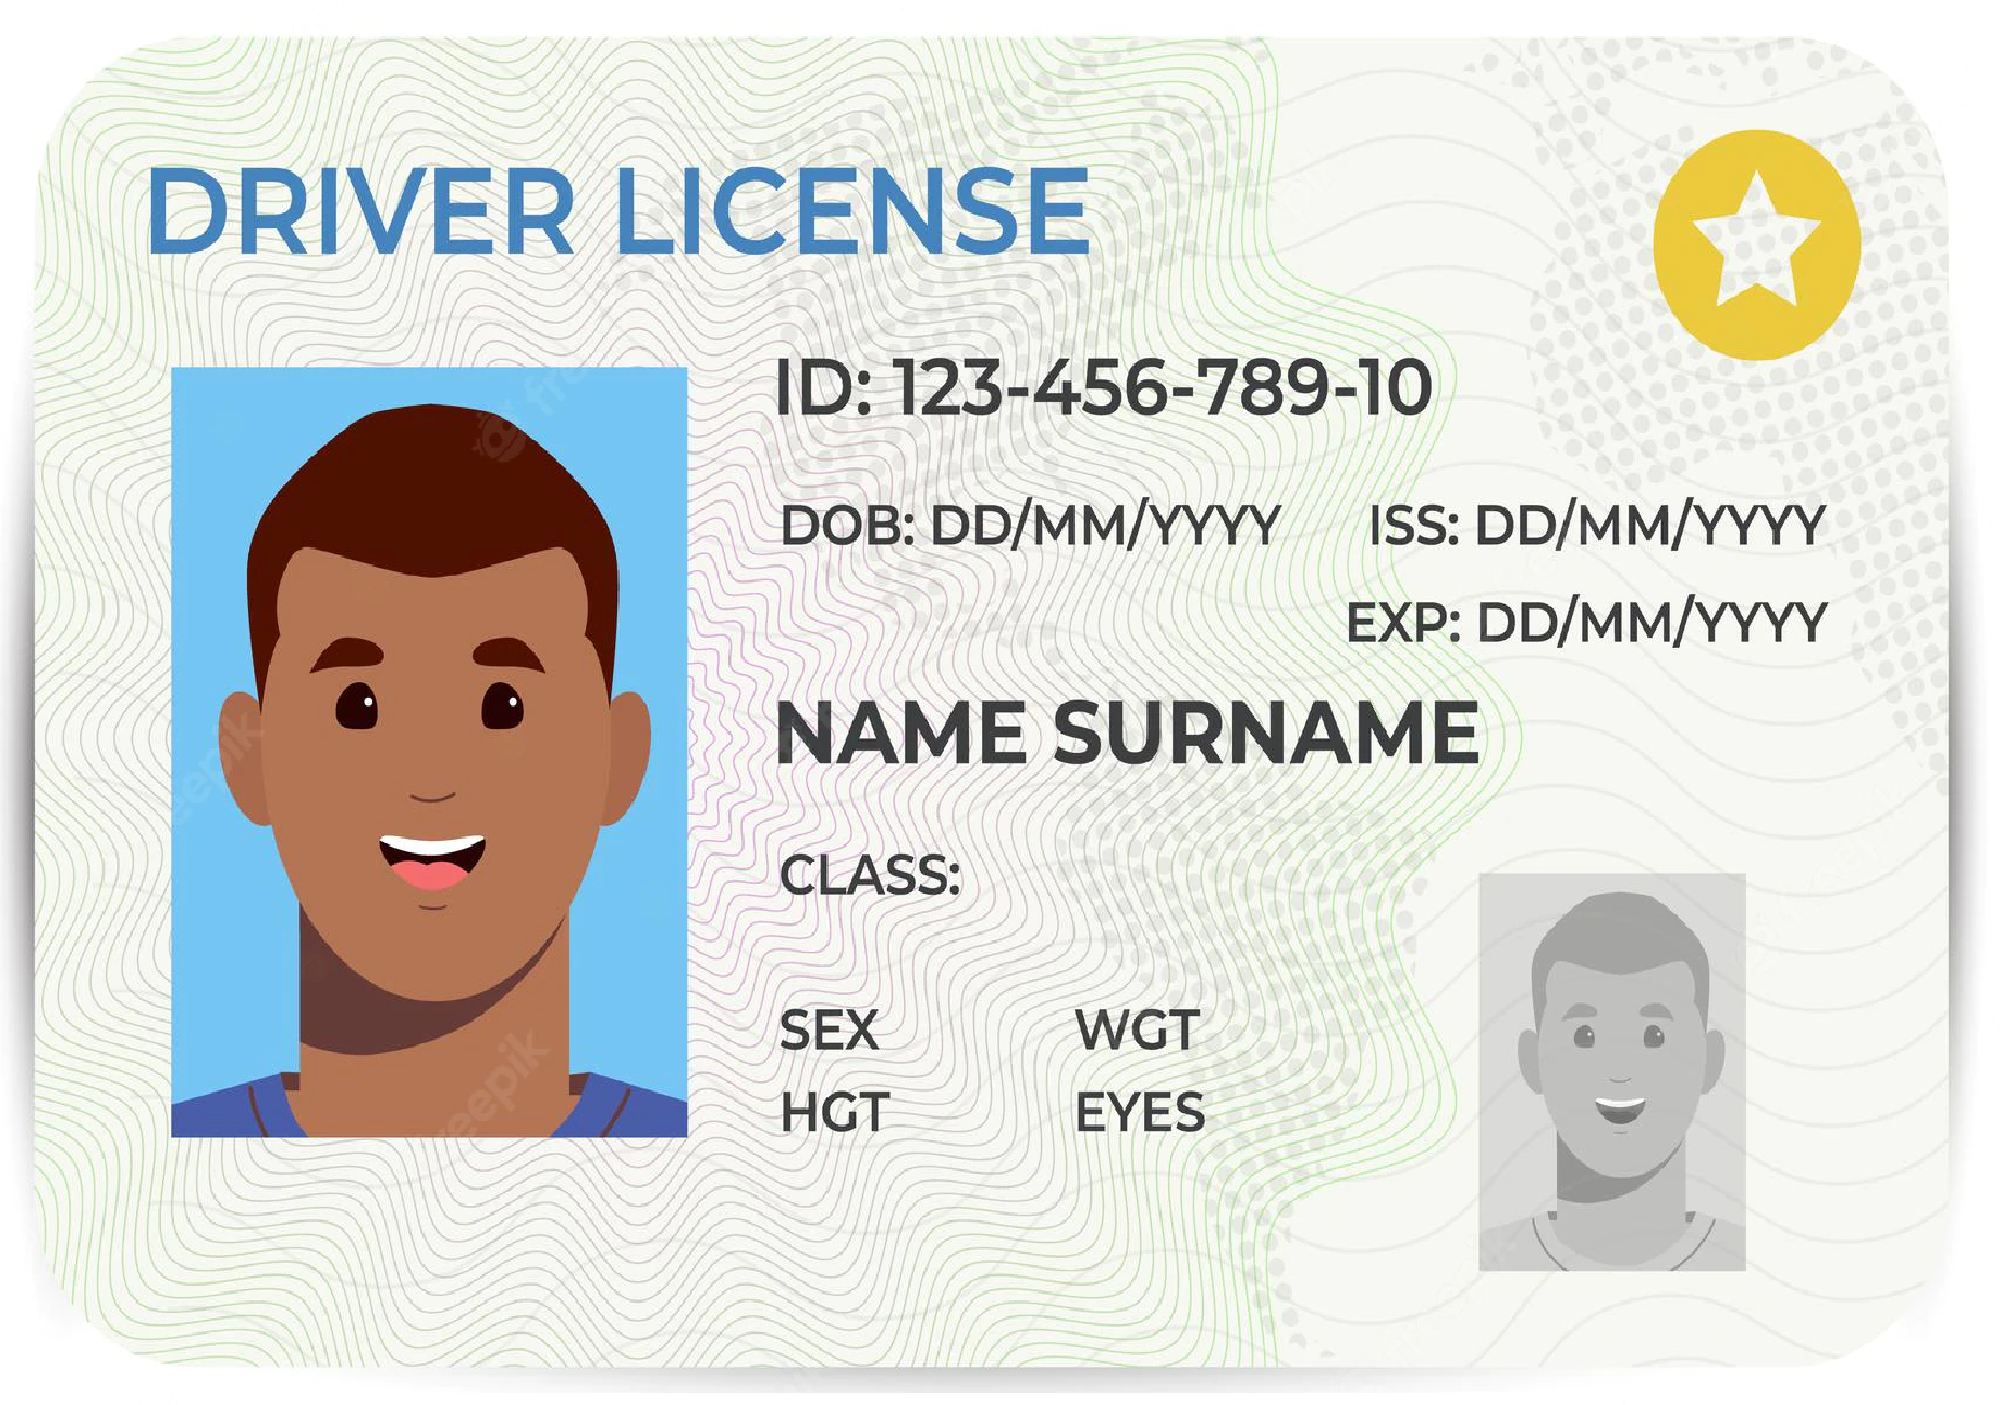 DRIVER LICENSE
ID: 123-456-789-10
DOB: DD/MM/YYYY ISS: DD/MM/YYYY
EXP: DD/MM/YYYY
NAME SURNAME
CLASS:
SEX WGT
HGT EYES